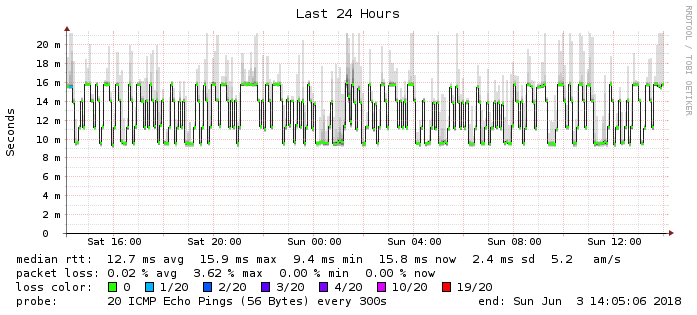 Last 24 Hours
RRDTOOL / TOBI OETIKER
Seconds
20 m
18 m
16 m
14 m
12 m
10 m
8 m
6 m
4 m
2 m
0
Sat 16:00 Sat 20:00 Sun 00:00 Sun 04:00 Sun 08:00 Sun 12:00
median rtt: 12.7 ms avg 15.9 ms max 9.4 ms min 15.8 ms now 2.4 ms sd 5.2 am/s
packet loss: 0.02 % avg 3.62 % max 0.00 % min 0.00 % now
loss color: 0 1/20 2/20 3/20 4/20 10/20 19/20
probe: 20 ICMP Echo Pings (56 Bytes) every 300s end: Sun Jun 3 14:05:06 2018